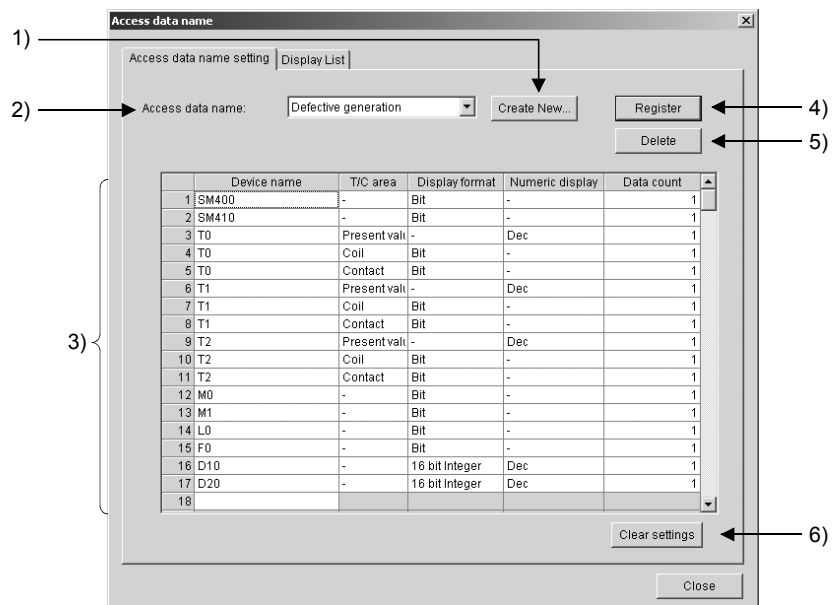 Access data name
1)
Access data name setting Display List
2) Access data name: Defective generation Create New... Register 4)
Delete 5)
Device name T/C area Display format Numeric display Data count
1 SM400 - Bit - 1
2 SM410 - Bit - 1
3 T0 Present valu - Dec 1
4 T0 Coil Bit - 1
5 T0 Contact Bit - 1
6 T1 Present valu - Dec 1
7 T1 Coil Bit - 1
8 T1 Contact Bit - 1
3) 9 T2 Present valu - Dec 1
10 T2 Coil Bit - 1
11 T2 Contact Bit - 1
12 M0 - Bit - 1
13 M1 - Bit - 1
14 L0 - Bit - 1
15 F0 - Bit - 1
16 D10 - 16 bit Integer Dec 1
17 D20 - 16 bit Integer Dec 1
18
Clear settings 6)
Close